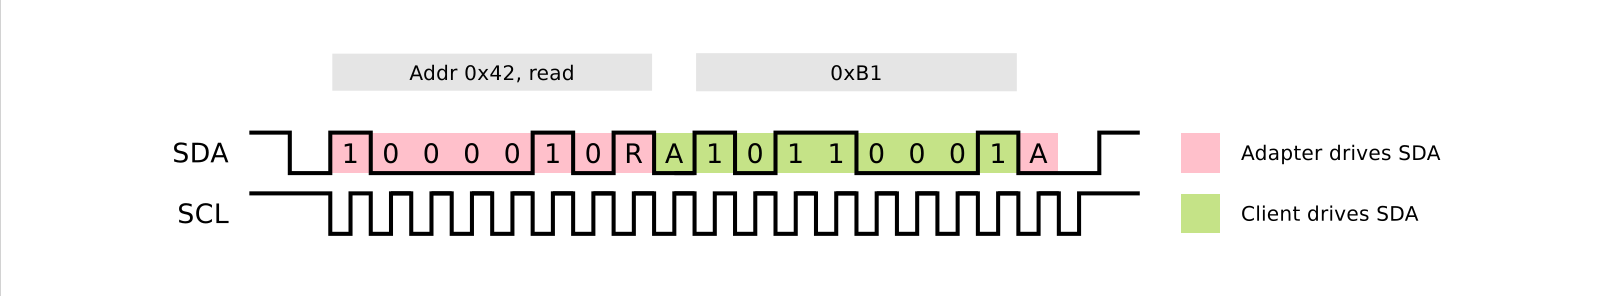 Addr 0x42, read 0xB1
SDA 1 0 0 0 0 1 0 R A 1 0 1 1 0 0 0 1 A Adapter drives SDA
SCL Client drives SDA